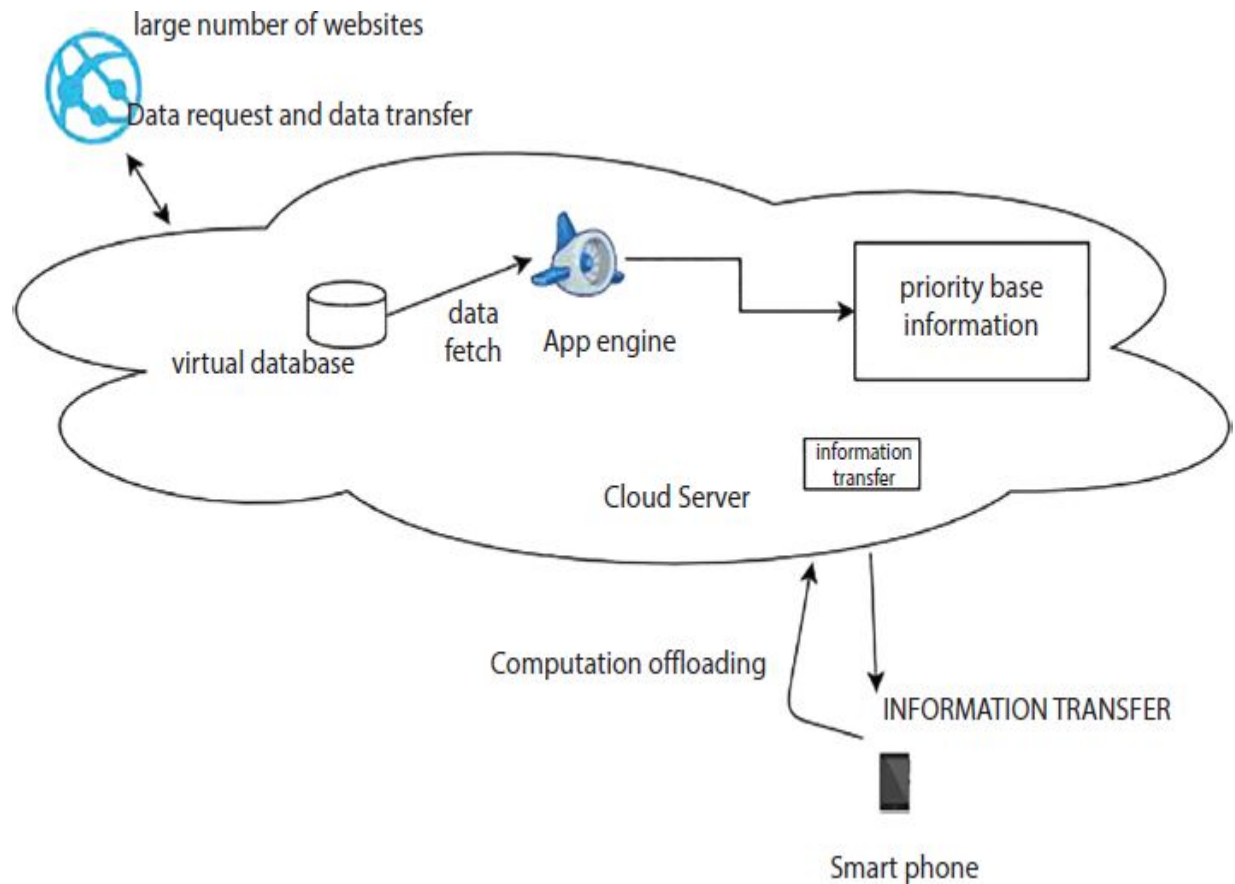 large number of websites
Data request and data transfer
priority base
information
data
fetch
App engine
virtual database
information
transfer
Cloud Server
Computation offloading
INFORMATION TRANSFER
Smart phone